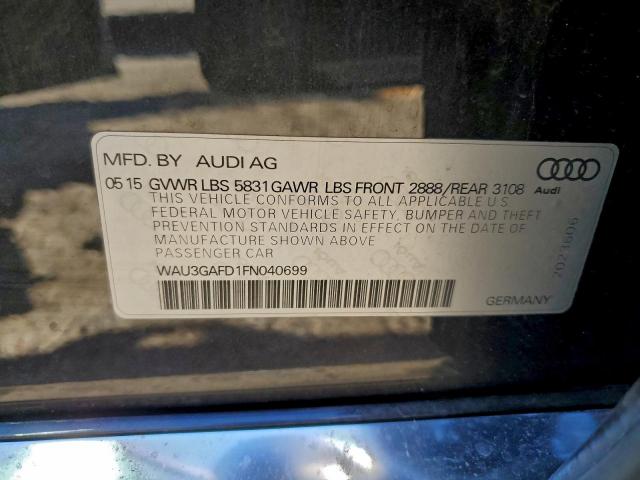 MFD. BY AUDI AG
05 15 GVWR LBS 5831 GAWR LBS FRONT 2888/REAR 3108
Audi
THIS VEHICLE CONFORMS TO ALL APPLICABLE U S
FEDERAL MOTOR VEHICLE SAFETY, BUMPER AND THEFT
PREVENTION STANDARDS IN EFFECT ON THE DATE OF
MANUFACTURE SHOWN ABOVE
PASSENGER CAR
WAU3GAFD1FN040699
GERMANY